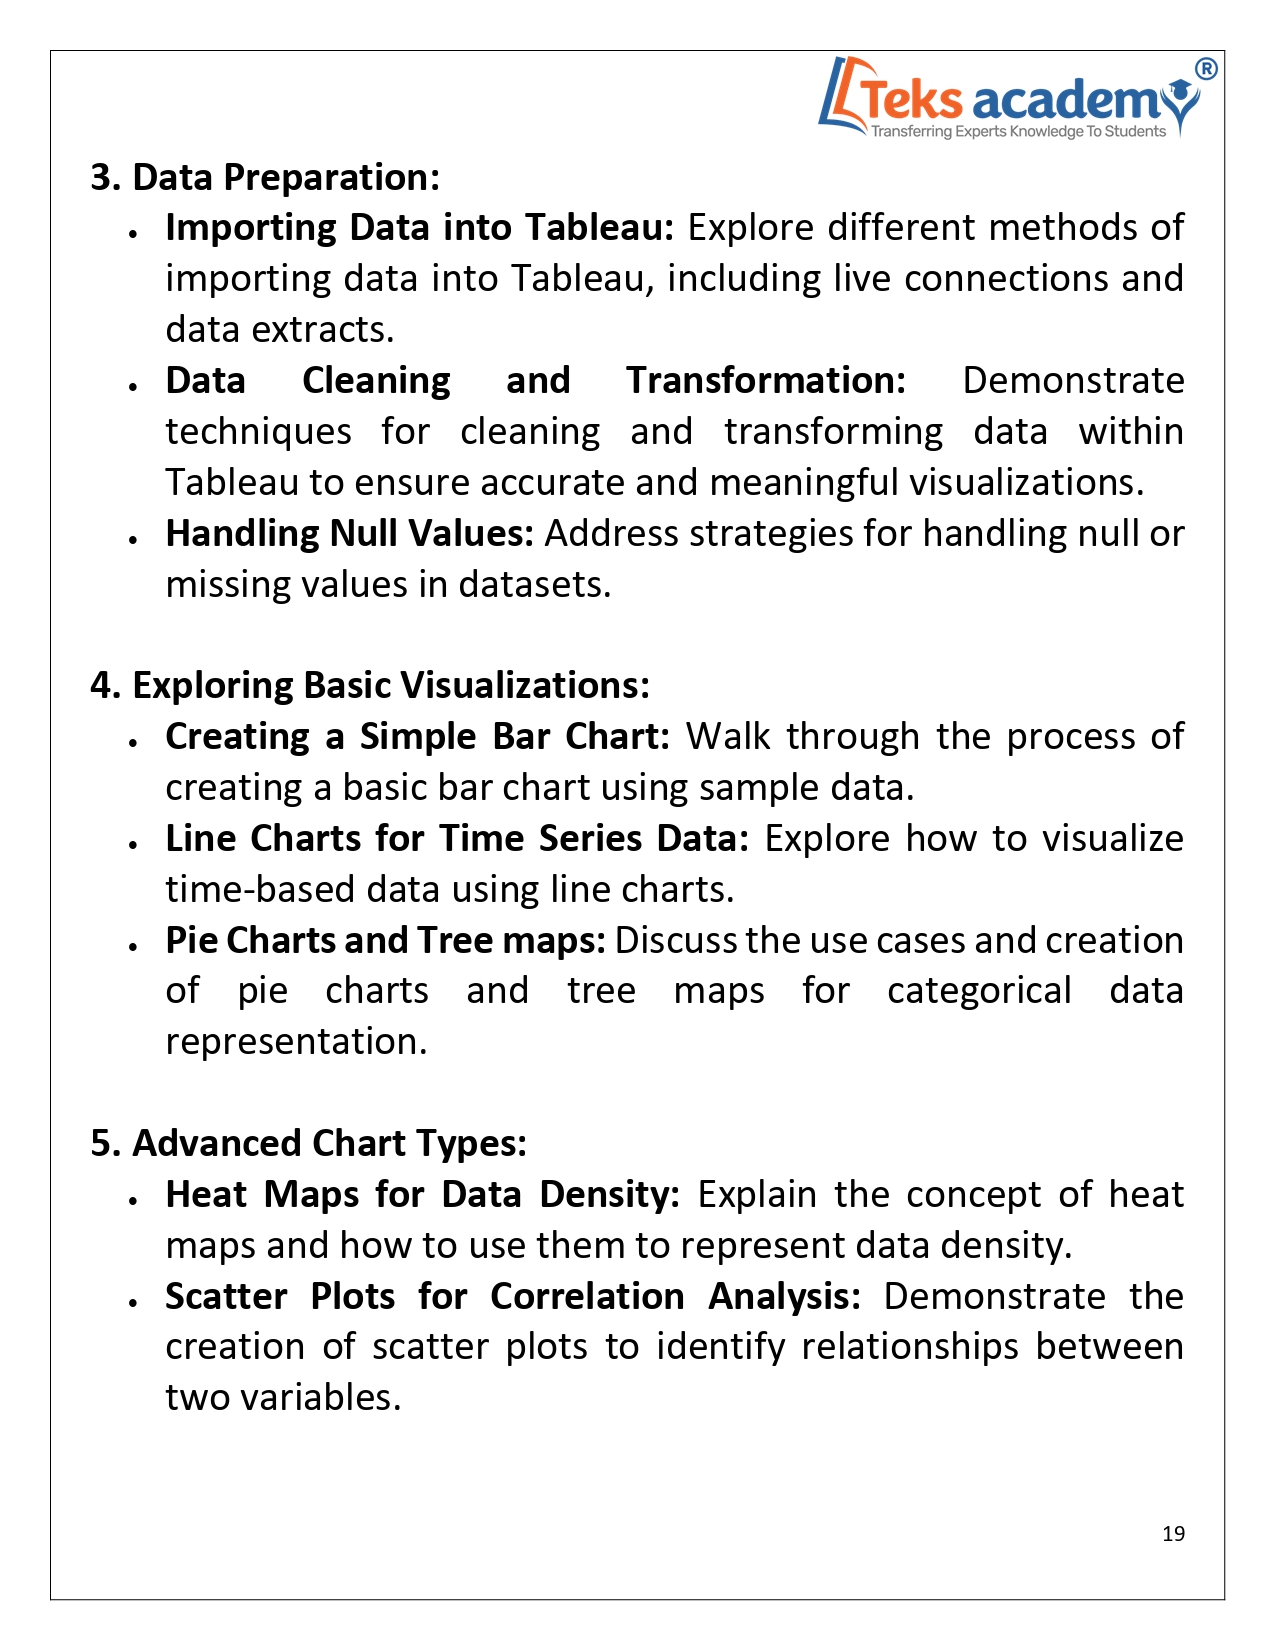 Teks academy®
Transferring Experts Knowledge To Students
3. Data Preparation:
• Importing Data into Tableau: Explore different methods of
importing data into Tableau, including live connections and
data extracts.
• Data Cleaning and Transformation: Demonstrate
techniques for cleaning and transforming data within
Tableau to ensure accurate and meaningful visualizations.
• Handling Null Values: Address strategies for handling null or
missing values in datasets.
4. Exploring Basic Visualizations:
• Creating a Simple Bar Chart: Walk through the process of
creating a basic bar chart using sample data.
• Line Charts for Time Series Data: Explore how to visualize
time-based data using line charts.
• Pie Charts and Tree maps: Discuss the use cases and creation
of pie charts and tree maps for categorical data
representation.
5. Advanced Chart Types:
• Heat Maps for Data Density: Explain the concept of heat
maps and how to use them to represent data density.
• Scatter Plots for Correlation Analysis: Demonstrate the
creation of scatter plots to identify relationships between
two variables.
19